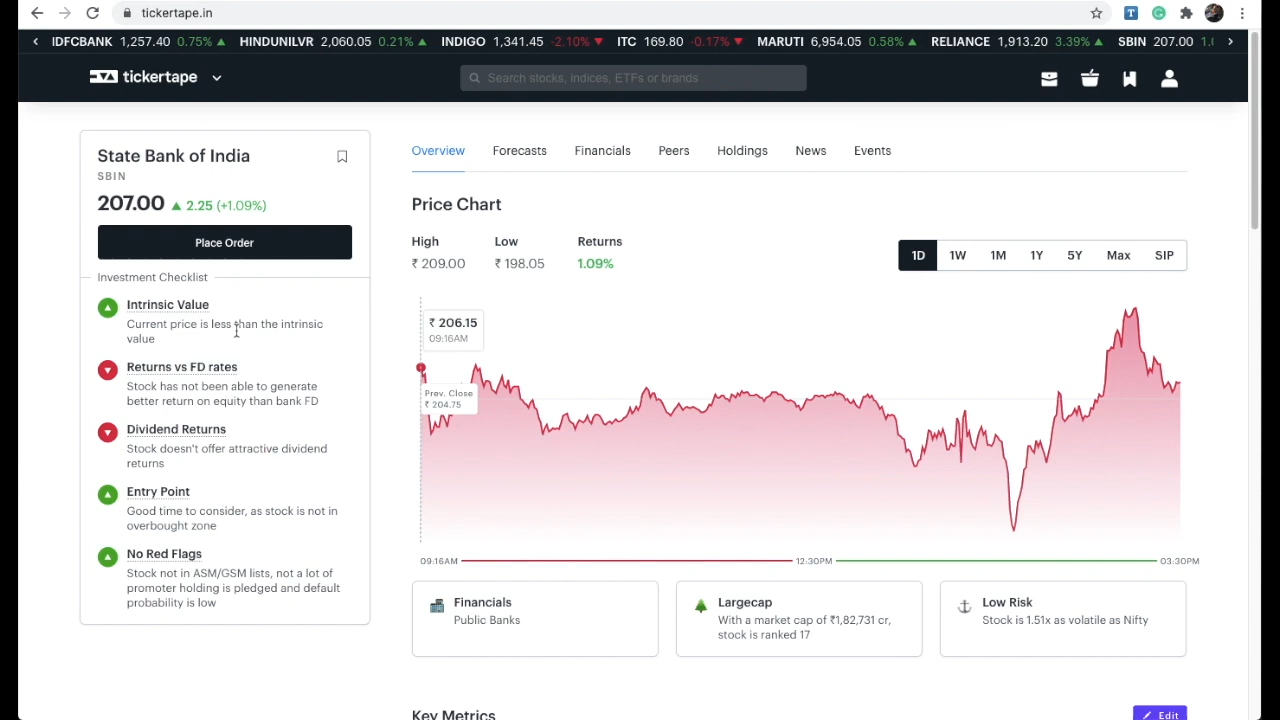 tickertape.in
IDFCBANK 1,257.40 0.75% HINDUNILVR 2,060.05 0.21% INDIGO 1,341.45 -2.10% ITC 169.80 -0.17% MARUTI 6,954.05 0.58% RELIANCE 1,913.20 3.39% SBIN 207.00
tickertape
Search stocks, indices, ETFs or brands
State Bank of India
SBIN
207.00 2.25 (+1.09%)
Place Order
Investment Checklist
Intrinsic Value
Current price is less than the intrinsic
value
Returns vs FD rates
Stock has not been able to generate
better return on equity than bank FD
Dividend Returns
Stock doesn't offer attractive dividend
returns
Entry Point
Good time to consider, as stock is not in
overbought zone
No Red Flags
Stock not in ASM/GSM lists, not a lot of
promoter holding is pledged and default
probability is low
Overview Forecasts Financials Peers Holdings News Events
Price Chart
High Low Returns
₹ 209.00 ₹ 198.05 1.09%
1D 1W 1M 1Y 5Y Max SIP
₹ 206.15
09:16AM
Prev. Close
₹ 204.75
09:16AM 12:30PM 03:30PM
Financials
Public Banks
Largecap
With a market cap of ₹1,82,731 cr,
stock is ranked 17
Low Risk
Stock is 1.51x as volatile as Nifty
Key Metrics
Edit